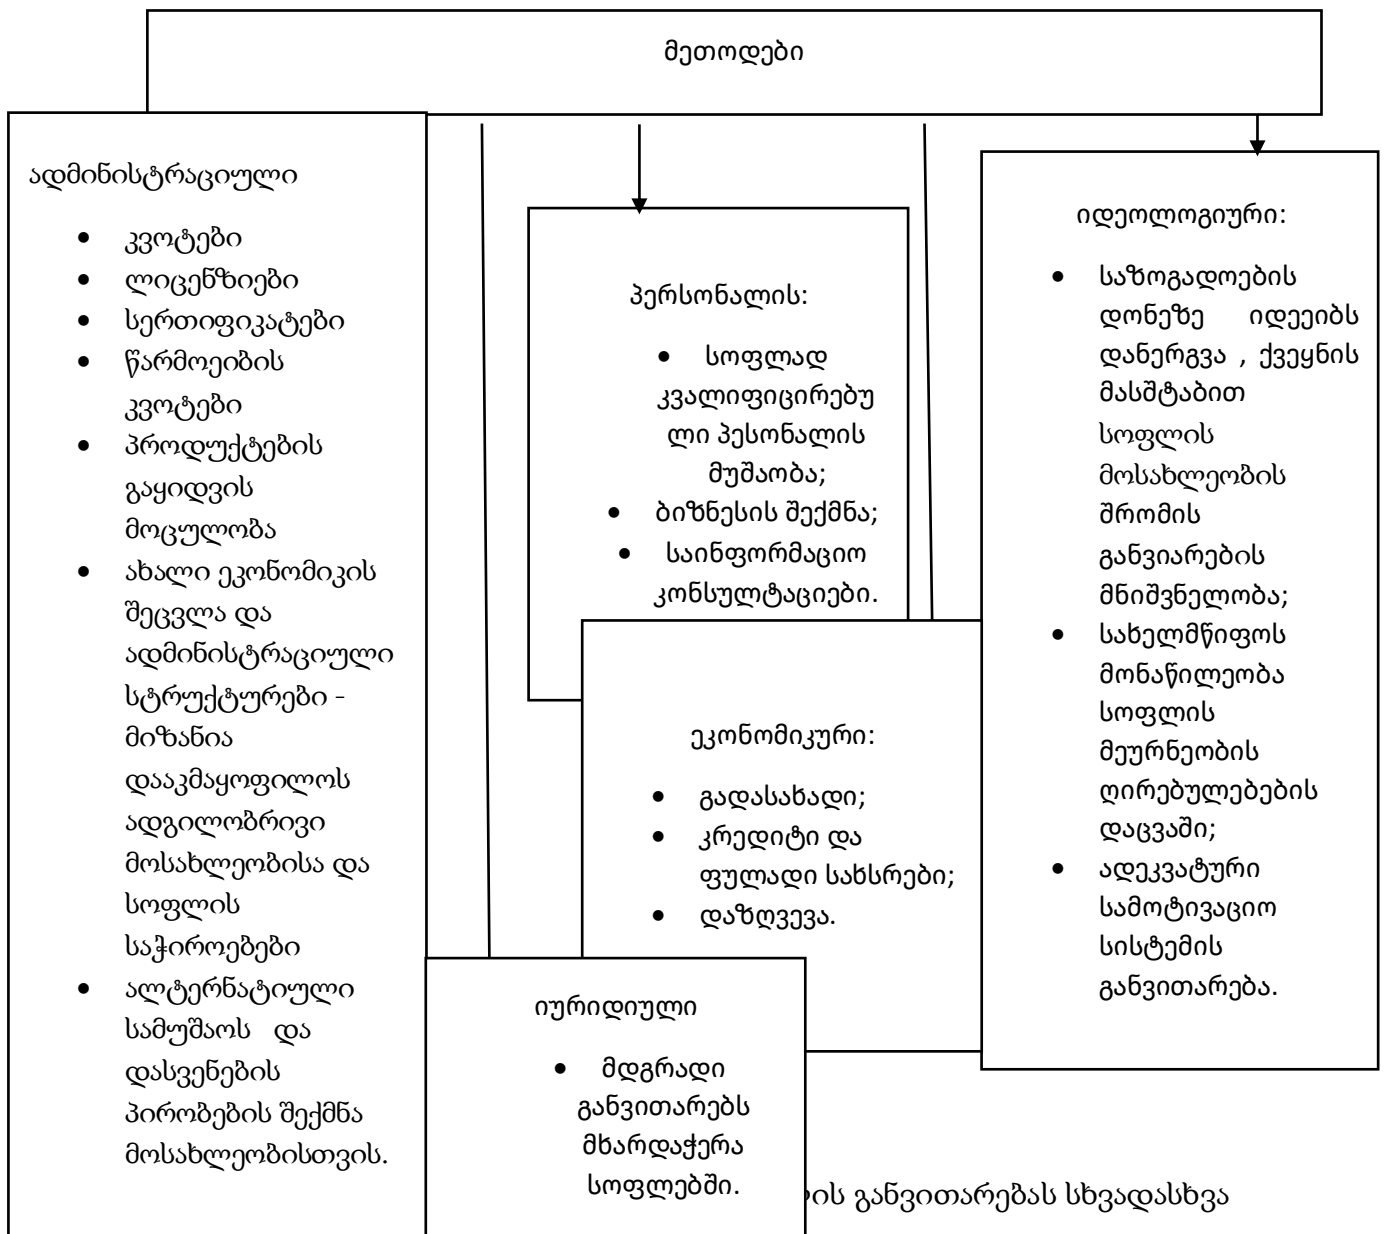 მეთოდები
ადმინისტრაციული
• კვოტები
• ლიცენზიები
• სერთიფიკატები
• წარმოეიბის
კვოტები
• პროდუქტების
გაყიდვის
მოცულობა
• ახალი ეკონომიკის
შეცვლა და
ადმინისტრაციული
სტრუქტურები -
მიზანია
დააკმაყოფილოს
ადგილობრივი
მოსახლეობისა და
სოფლის
საჭიროებები
• ალტერნატიული
სამუშაოს და
დასვენების
პირობების შექმნა
მოსახლეობისთვის.
პერსონალის:
• სოფლად
კვალიფიცირებუ
ლი პესონალის
მუშაობა;
• ბიზნესის შექმნა;
• საინფორმაციო
კონსულტაციები.
ეკონომიკური:
• გადასახადი;
• კრედიტი და
ფულადი სახსრები;
• დაზღვევა.
იურიდიული
• მდგრადი
განვითარებს
მხარდაჭერა
სოფლებში.
იდეოლოგიური:
• საზოგადოების
დონეზე იდეეიბს
დანერგვა , ქვეყნის
მასშტაბით
სოფლის
მოსახლეობის
შრომის
განვიარების
მნიშვნელობა;
• სახელმწიფოს
მონაწილეობა
სოფლის
მეურნეობის
ღირებულებების
დაცვაში;
• ადეკვატური
სამოტივაციო
სისტემის
განვითარება.
განვითარებას სხვადასხვა